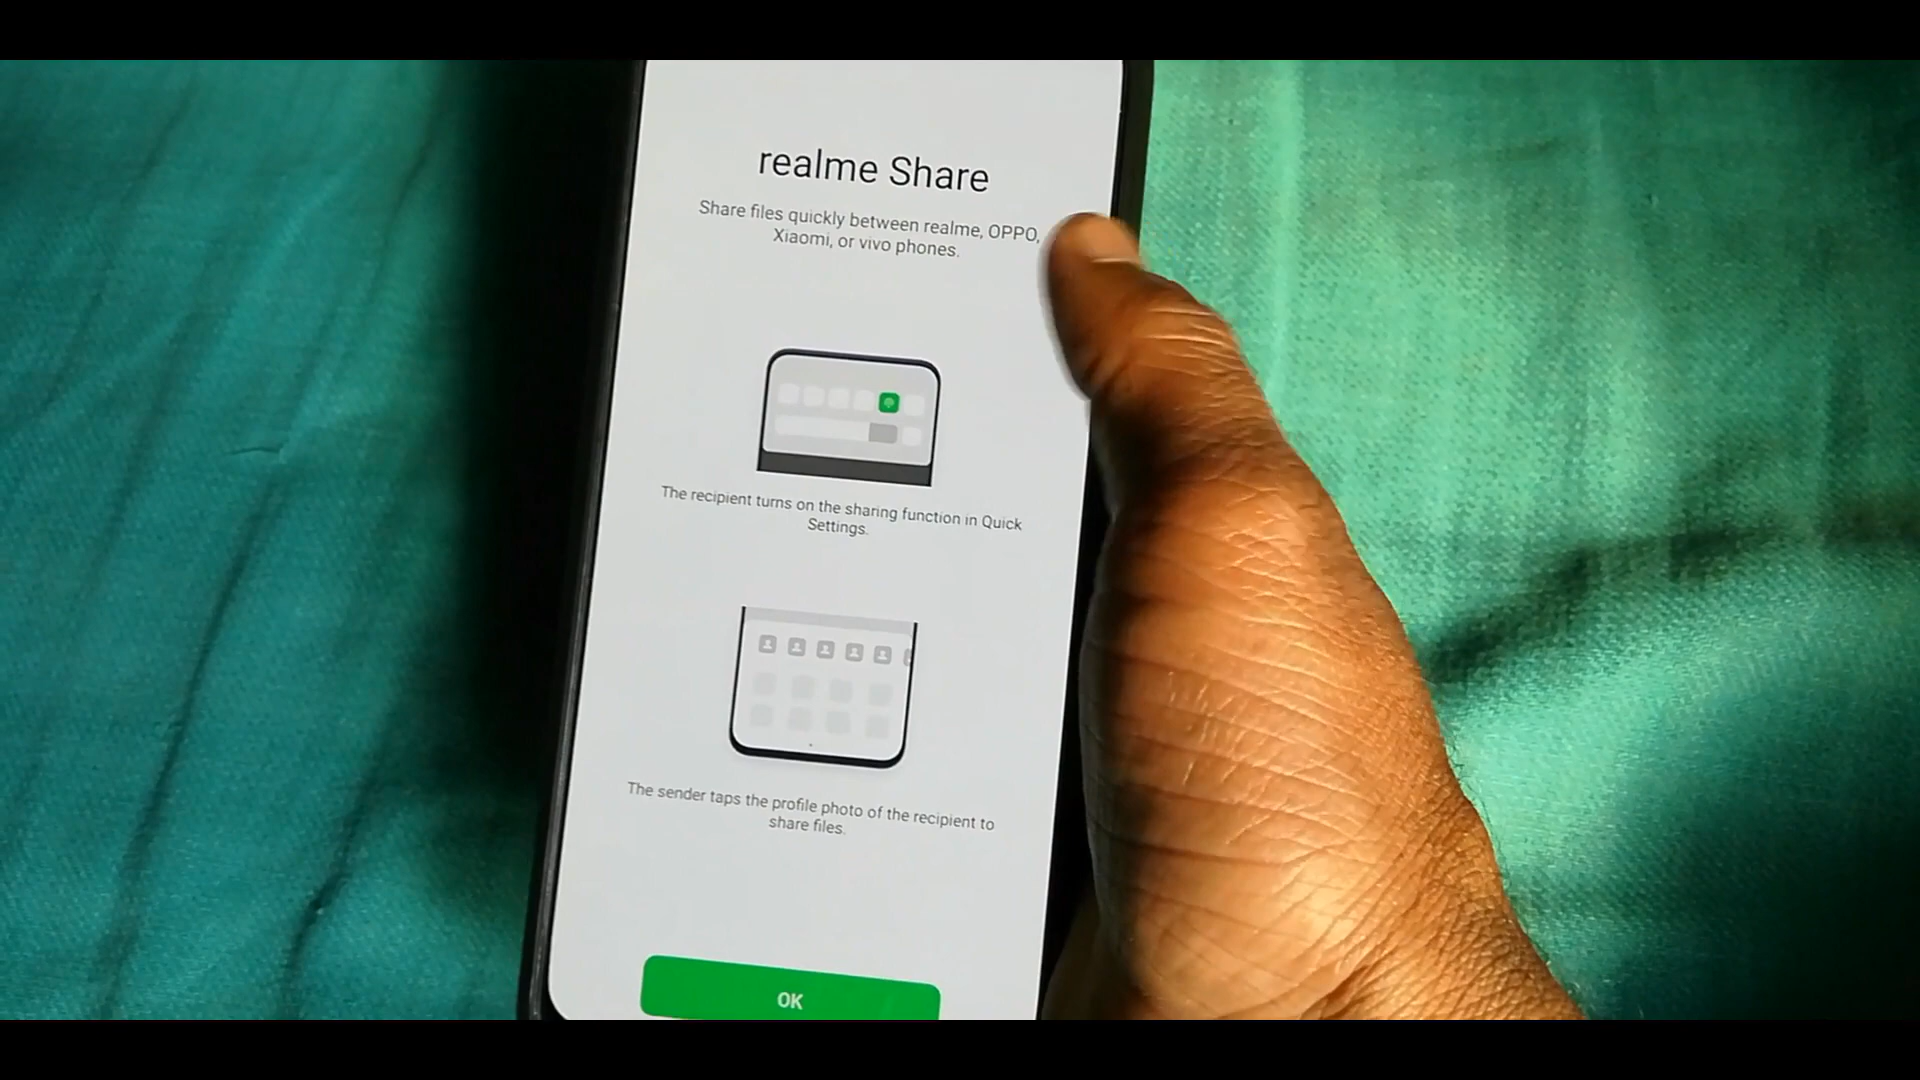 realme Share
Share files quickly between realme, OPPO,
Xiaomi, or vivo phones.
The recipient turns on the sharing function in Quick
Settings.
The sender taps the profile photo of the recipient to
share files.
OK